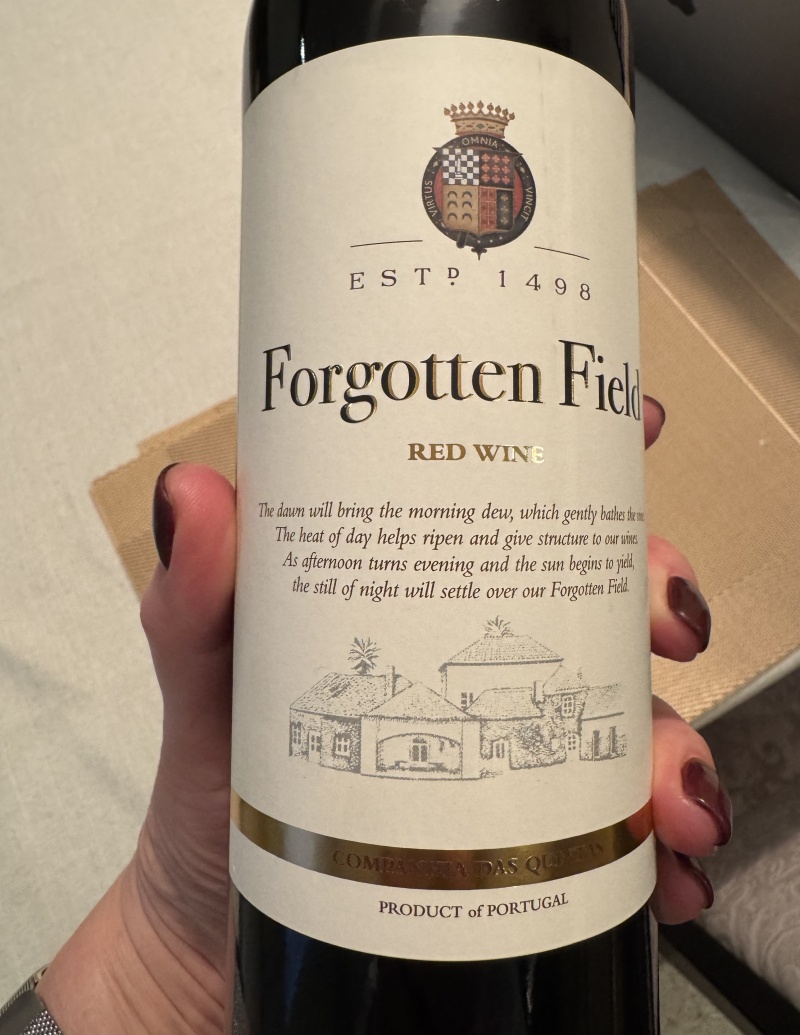 OMNIA
VIRTUS VINCIT
ESTD. 1498
Forgotten Field
RED WINE
The dawn will bring the morning dew, which gently bathes the
The heat of day helps ripen and give structure to our wines.
As afternoon turns evening and the sun begins to yield,
the still of night will settle over our Forgotten Field.
COMPANHIA DAS QUINTAS
PRODUCT of PORTUGAL